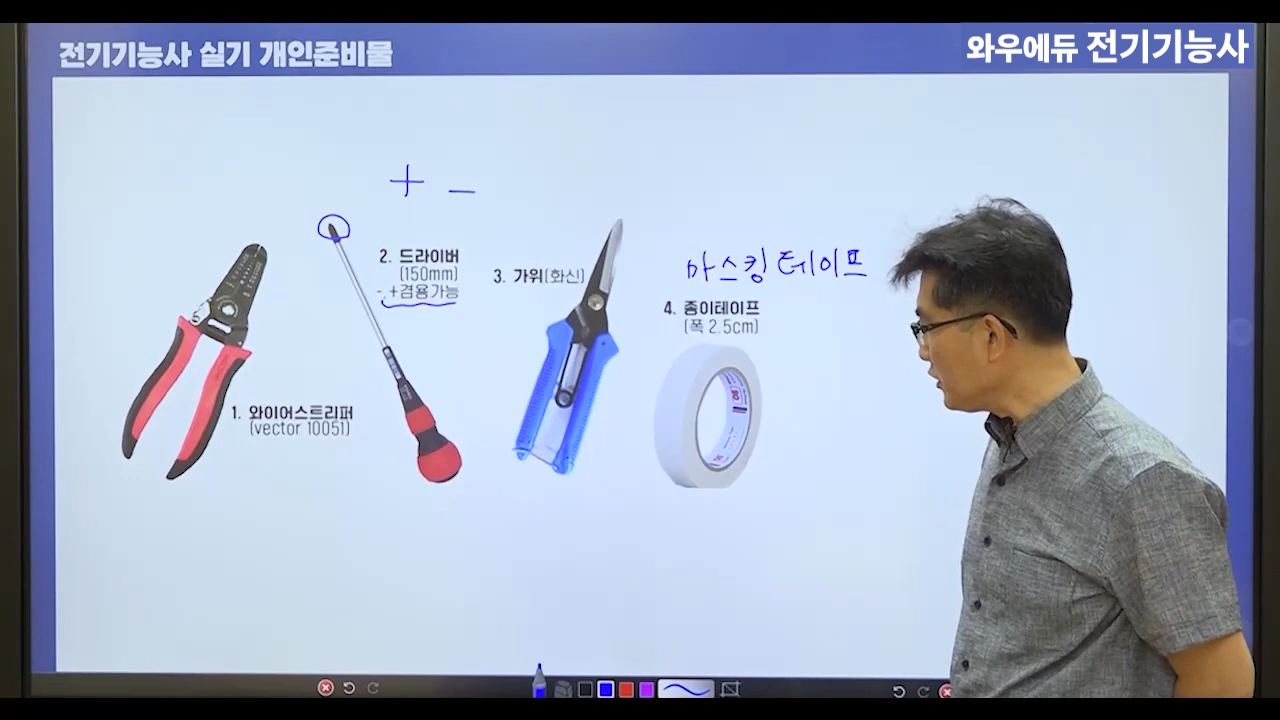 전기기능사 실기 개인준비물
와우에듀 전기기능사
+ -
1. 와이어스트리퍼
(vector 10051)
2. 드라이버
(150mm)
-,+겸용가능
3. 가위(화신)
마스킹 테이프
4. 종이테이프
(폭 2.5cm)